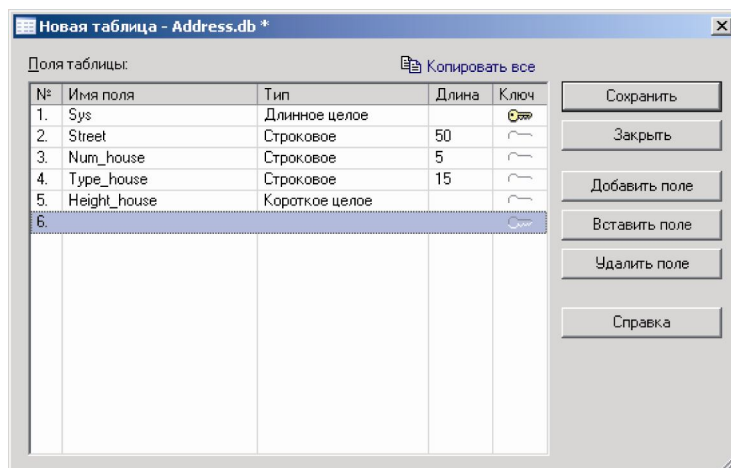 Новая таблица - Address.db *
Поля таблицы:
Копировать все
№ Имя поля Тип Длина Ключ
1. Sys Длинное целое
2. Street Строковое 50
3. Num_house Строковое 5
4. Type_house Строковое 15
5. Height_house Короткое целое
6.
Сохранить
Закрыть
Добавить поле
Вставить поле
Удалить поле
Справка